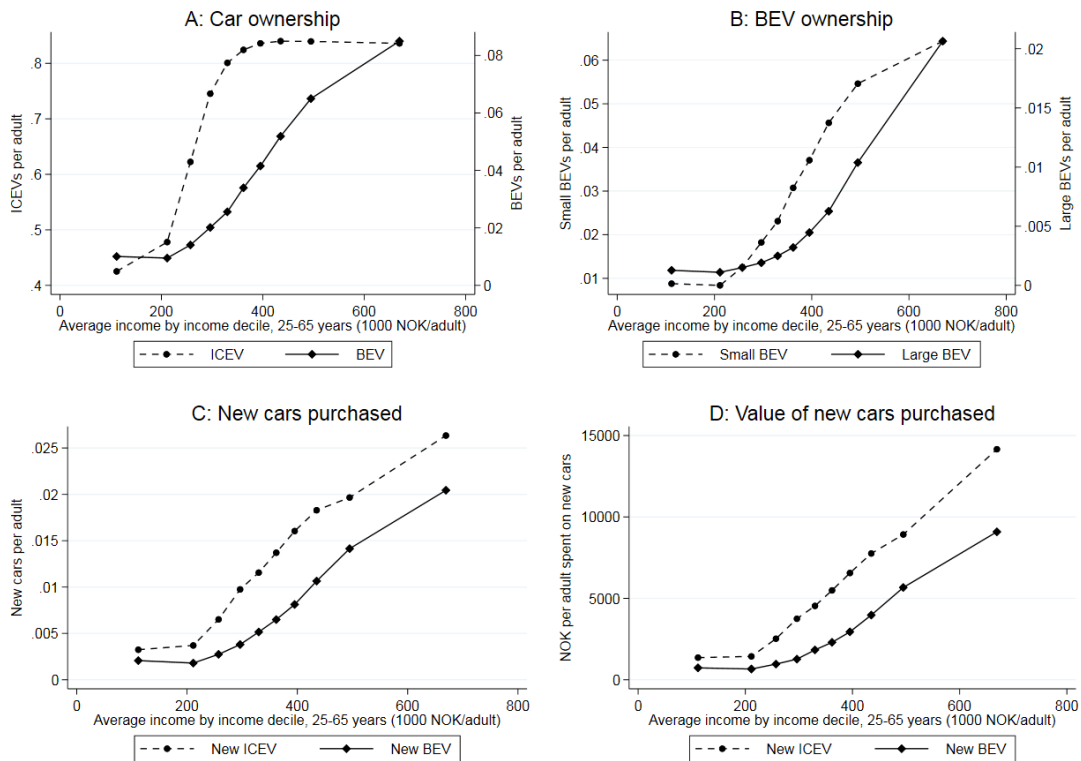 A: Car ownership
ICEVs per adult
.8
.7
.6
.5
.4
BEVs per adult
.08
.06
.04
.02
0
0 200 400 600 800
Average income by income decile, 25-65 years (1000 NOK/adult)
ICEV BEV
B: BEV ownership
Small BEVs per adult
.06
.05
.04
.03
.02
.01
Large BEVs per adult
.02
.015
.01
.005
0
0 200 400 600 800
Average income by income decile, 25-65 years (1000 NOK/adult)
Small BEV Large BEV
C: New cars purchased
New cars per adult
.025
.02
.015
.01
.005
0
0 200 400 600 800
Average income by income decile, 25-65 years (1000 NOK/adult)
New ICEV New BEV
D: Value of new cars purchased
NOK per adult spent on new cars
15000
10000
5000
0
0 200 400 600 800
Average income by income decile, 25-65 years (1000 NOK/adult)
New ICEV New BEV